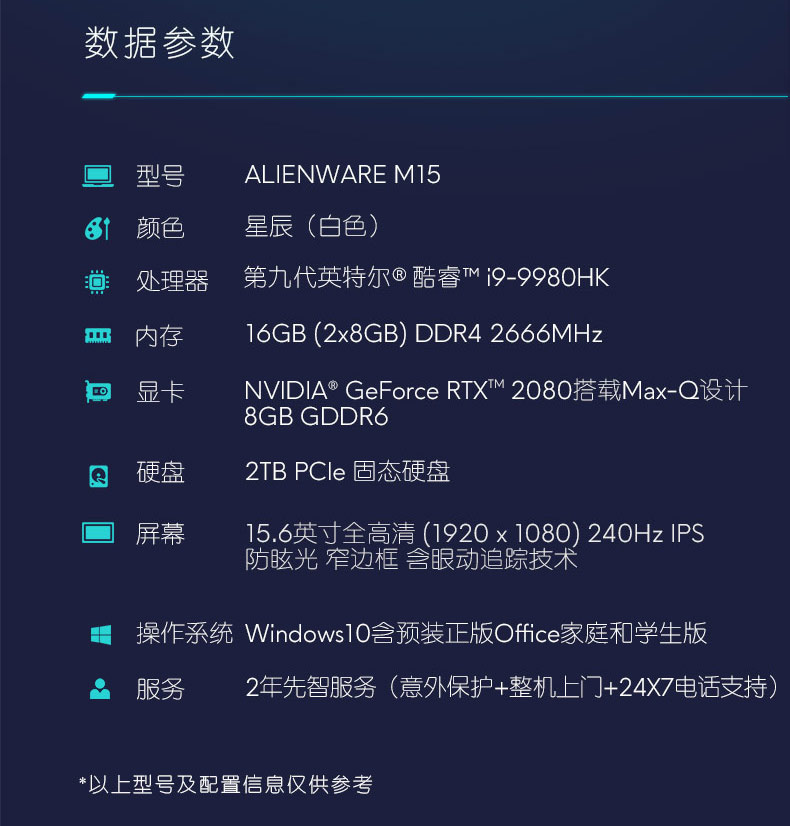 数据参数
型号 ALIENWARE M15
颜色 星辰（白色）
处理器 第九代英特尔® 酷睿™ i9-9980HK
内存 16GB (2x8GB) DDR4 2666MHz
显卡 NVIDIA® GeForce RTX™ 2080搭载Max-Q设计
8GB GDDR6
硬盘 2TB PCIe 固态硬盘
屏幕 15.6英寸全高清 (1920 x 1080) 240Hz IPS
防眩光 窄边框 含眼动追踪技术
操作系统 Windows10含预装正版Office家庭和学生版
服务 2年先智服务（意外保护+整机上门+24X7电话支持）
*以上型号及配置信息仅供参考